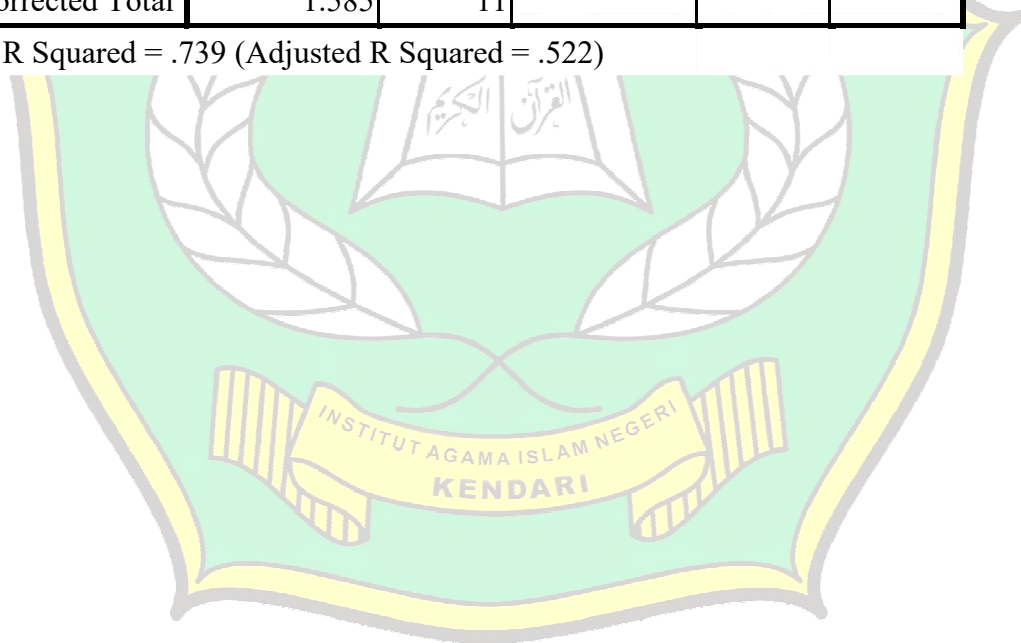 orrected Total 1.585 11
R Squared = .739 (Adjusted R Squared = .522)
القرآن الكريم
INSTITUT AGAMA ISLAM NEGERI
KENDARI